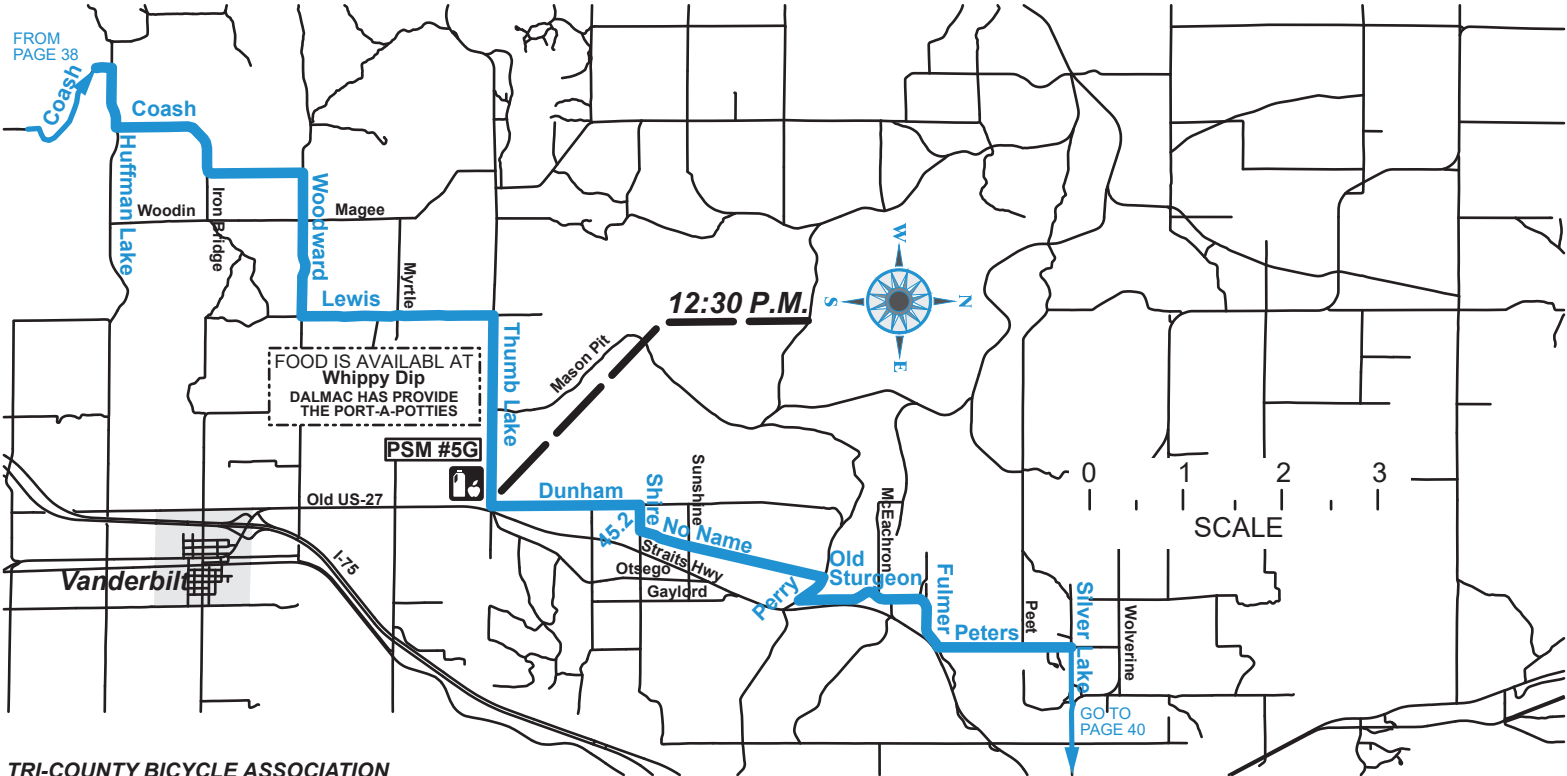 FROM
PAGE 38
Coash
Coash
Huffman Lake
Woodin
Iron Bridge
Woodward
Magee
Myrtle
Lewis
W
S
N
E
12:30 P.M.
Mason Pit
Thumb Lake
FOOD IS AVAILABL AT
Whippy Dip
DALMAC HAS PROVIDE
THE PORT-A-POTTIES
PSM #5G
Old US-27
Dunham
Shire
Sunshine
45.2
No Name
Straits Hwy
Otsego
Gaylord
McEachron
Old
Sturgeon
Perry
Fulmer
Peters
Peet
Silver Lake
Wolverine
0 1 2 3
SCALE
I-75
Vanderbilt
GO TO
PAGE 40
TRI-COUNTY BICYCLE ASSOCIATION